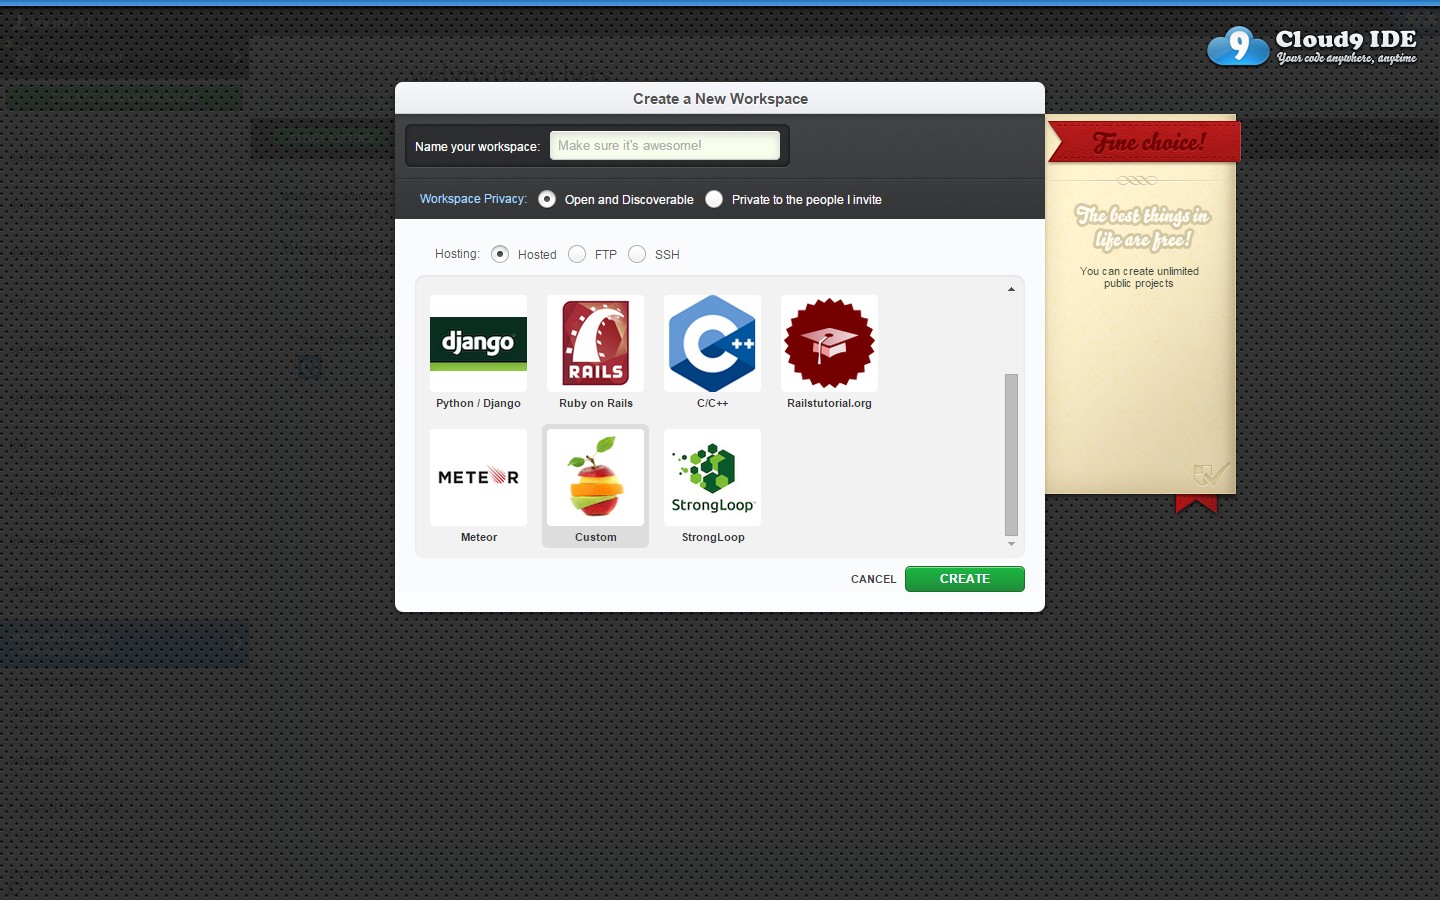 9 Cloud9 IDE
Your code anywhere, anytime
Create a New Workspace
Name your workspace: Make sure it's awesome!
Workspace Privacy: Open and Discoverable Private to the people I invite
Hosting: Hosted FTP SSH
django
RAILS
C++
Python / Django Ruby on Rails C/C++ Railstutorial.org
METEOR
StrongLoop
Meteor Custom StrongLoop
CANCEL CREATE
Fine choice!
The best things in
life are free!
You can create unlimited
public projects